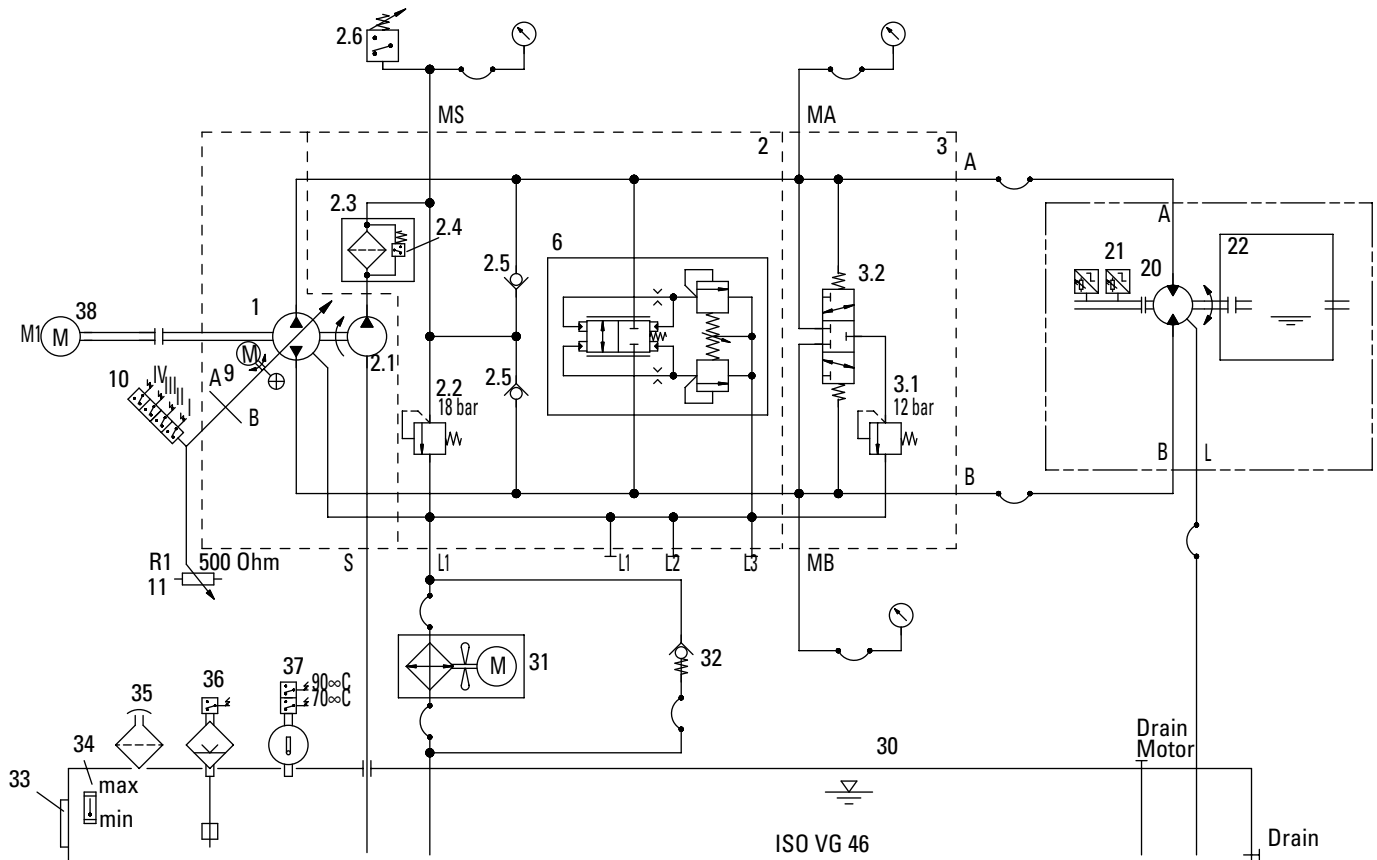 2.6
MS
MA
2
3
A
2.3
2.4
A
6
21
20
22
2.5
3.2
38
1
M1
M
M
2.1
10
IV
III
II
I
A
9
B
2.5
2.2
18 bar
3.1
12 bar
B
L
B
R1
500 Ohm
11
S
L1
L1
L2
L3
MB
31
M
32
37
90∞C
70∞C
36
35
34
33
max
min
30
Drain
Motor
ISO VG 46
Drain